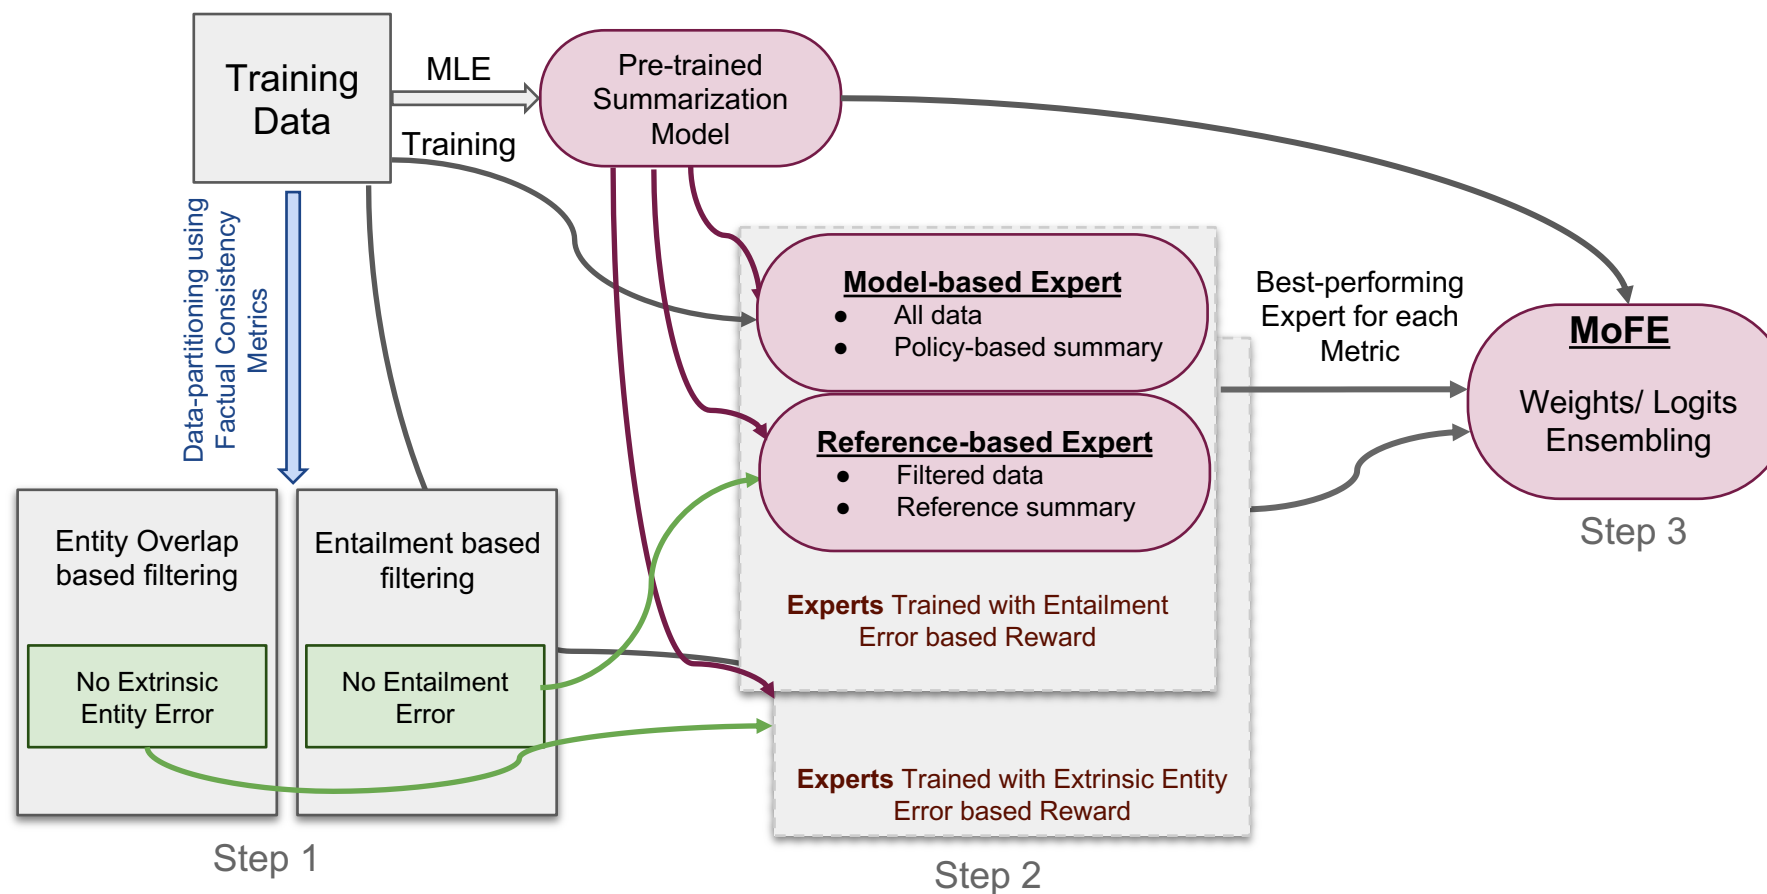 Training
Data
MLE
Training
Pre-trained
Summarization
Model
Data-partitioning using
Factual Consistency
Metrics
Entity Overlap
based filtering
No Extrinsic
Entity Error
Entailment based
filtering
No Entailment
Error
Step 1
Model-based Expert
● All data
● Policy-based summary
Reference-based Expert
● Filtered data
● Reference summary
Experts Trained with Entailment
Error based Reward
Experts Trained with Extrinsic Entity
Error based Reward
Step 2
Best-performing
Expert for each
Metric
MoFE
Weights/ Logits
Ensembling
Step 3